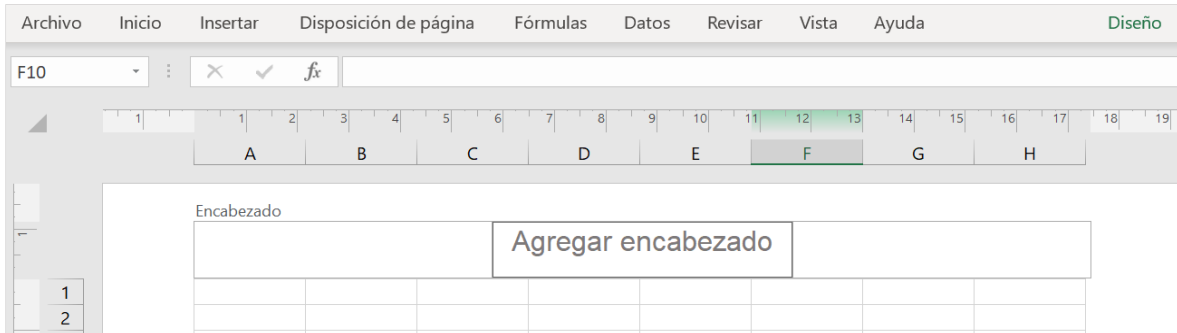 Archivo Inicio Insertar Disposición de página Fórmulas Datos Revisar Vista Ayuda Diseño
F10 fx
1 1 2 3 4 5 6 7 8 9 10 11 12 13 14 15 16 17 18 19
A B C D E F G H
Encabezado
1 Agregar encabezado
1
2